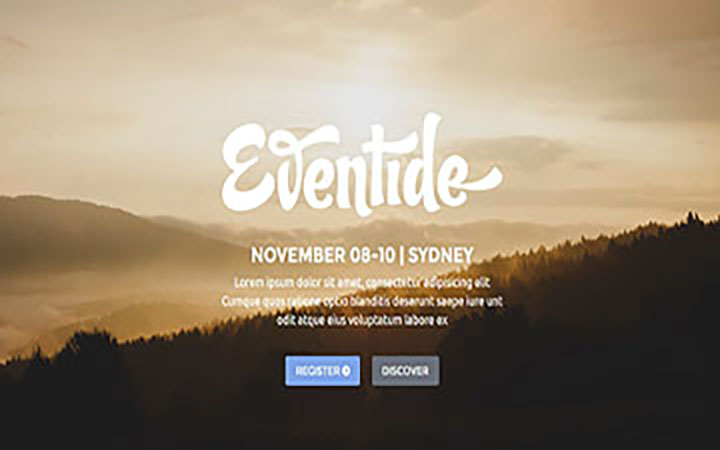 Eventide
NOVEMBER 08-10 | SYDNEY
Lorem ipsum dolor sit amet, consectetur adipisicing elit
Cumque quos ratione optio blanditis deserunt saepe iure unt
odit atque eius voluptatum labore ex
REGISTER
DISCOVER